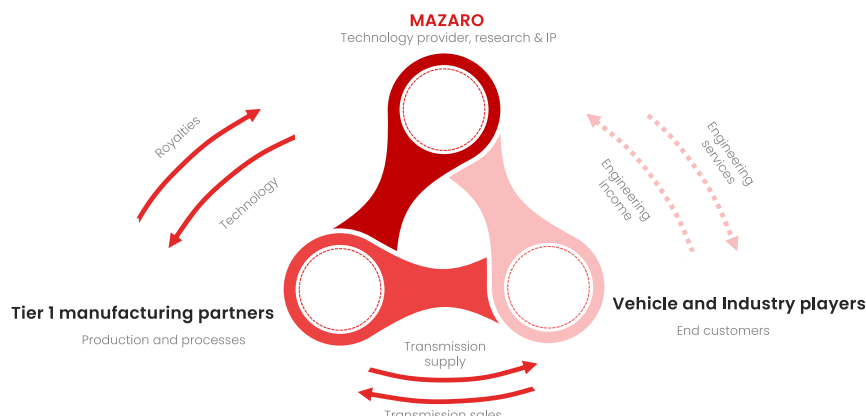 MAZARO
Technology provider, research & IP
Royalties
Technology
Engineering
services
Engineering
income
Tier 1 manufacturing partners
Production and processes
Vehicle and Industry players
End customers
Transmission
supply
Transmission sales